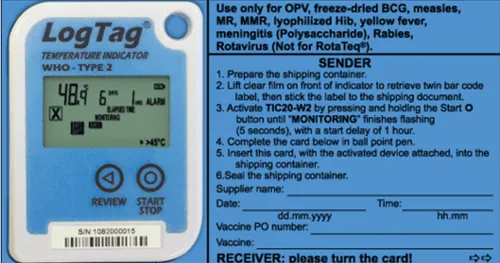 LogTag®
TEMPERATURE INDICATOR
WHO - TYPE 2
48.9 6 DAYS 1 HRS ALARM
ELAPSED TIME
MONITORING
X
>45°C
REVIEW START
STOP
S/N:1082000015
Use only for OPV, freeze-dried BCG, measles,
MR, MMR, lyophilized Hib, yellow fever,
meningitis (Polysaccharide), Rabies,
Rotavirus (Not for RotaTeq®).
SENDER
1. Prepare the shipping container.
2. Lift clear film on front of indicator to retrieve twin bar code
label, then stick the label to the shipping document.
3. Activate TIC20-W2 by pressing and holding the Start O
button until "MONITORING" finishes flashing
(5 seconds), with a start delay of 1 hour.
4. Complete the card below in ball point pen.
5. Insert this card, with the activated device attached, into the
shipping container.
6.Seal the shipping container.
Supplier name:
Date: Time:
dd.mm.yyyy hh.mm
Vaccine PO number:
Vaccine:
RECEIVER: please turn the card!